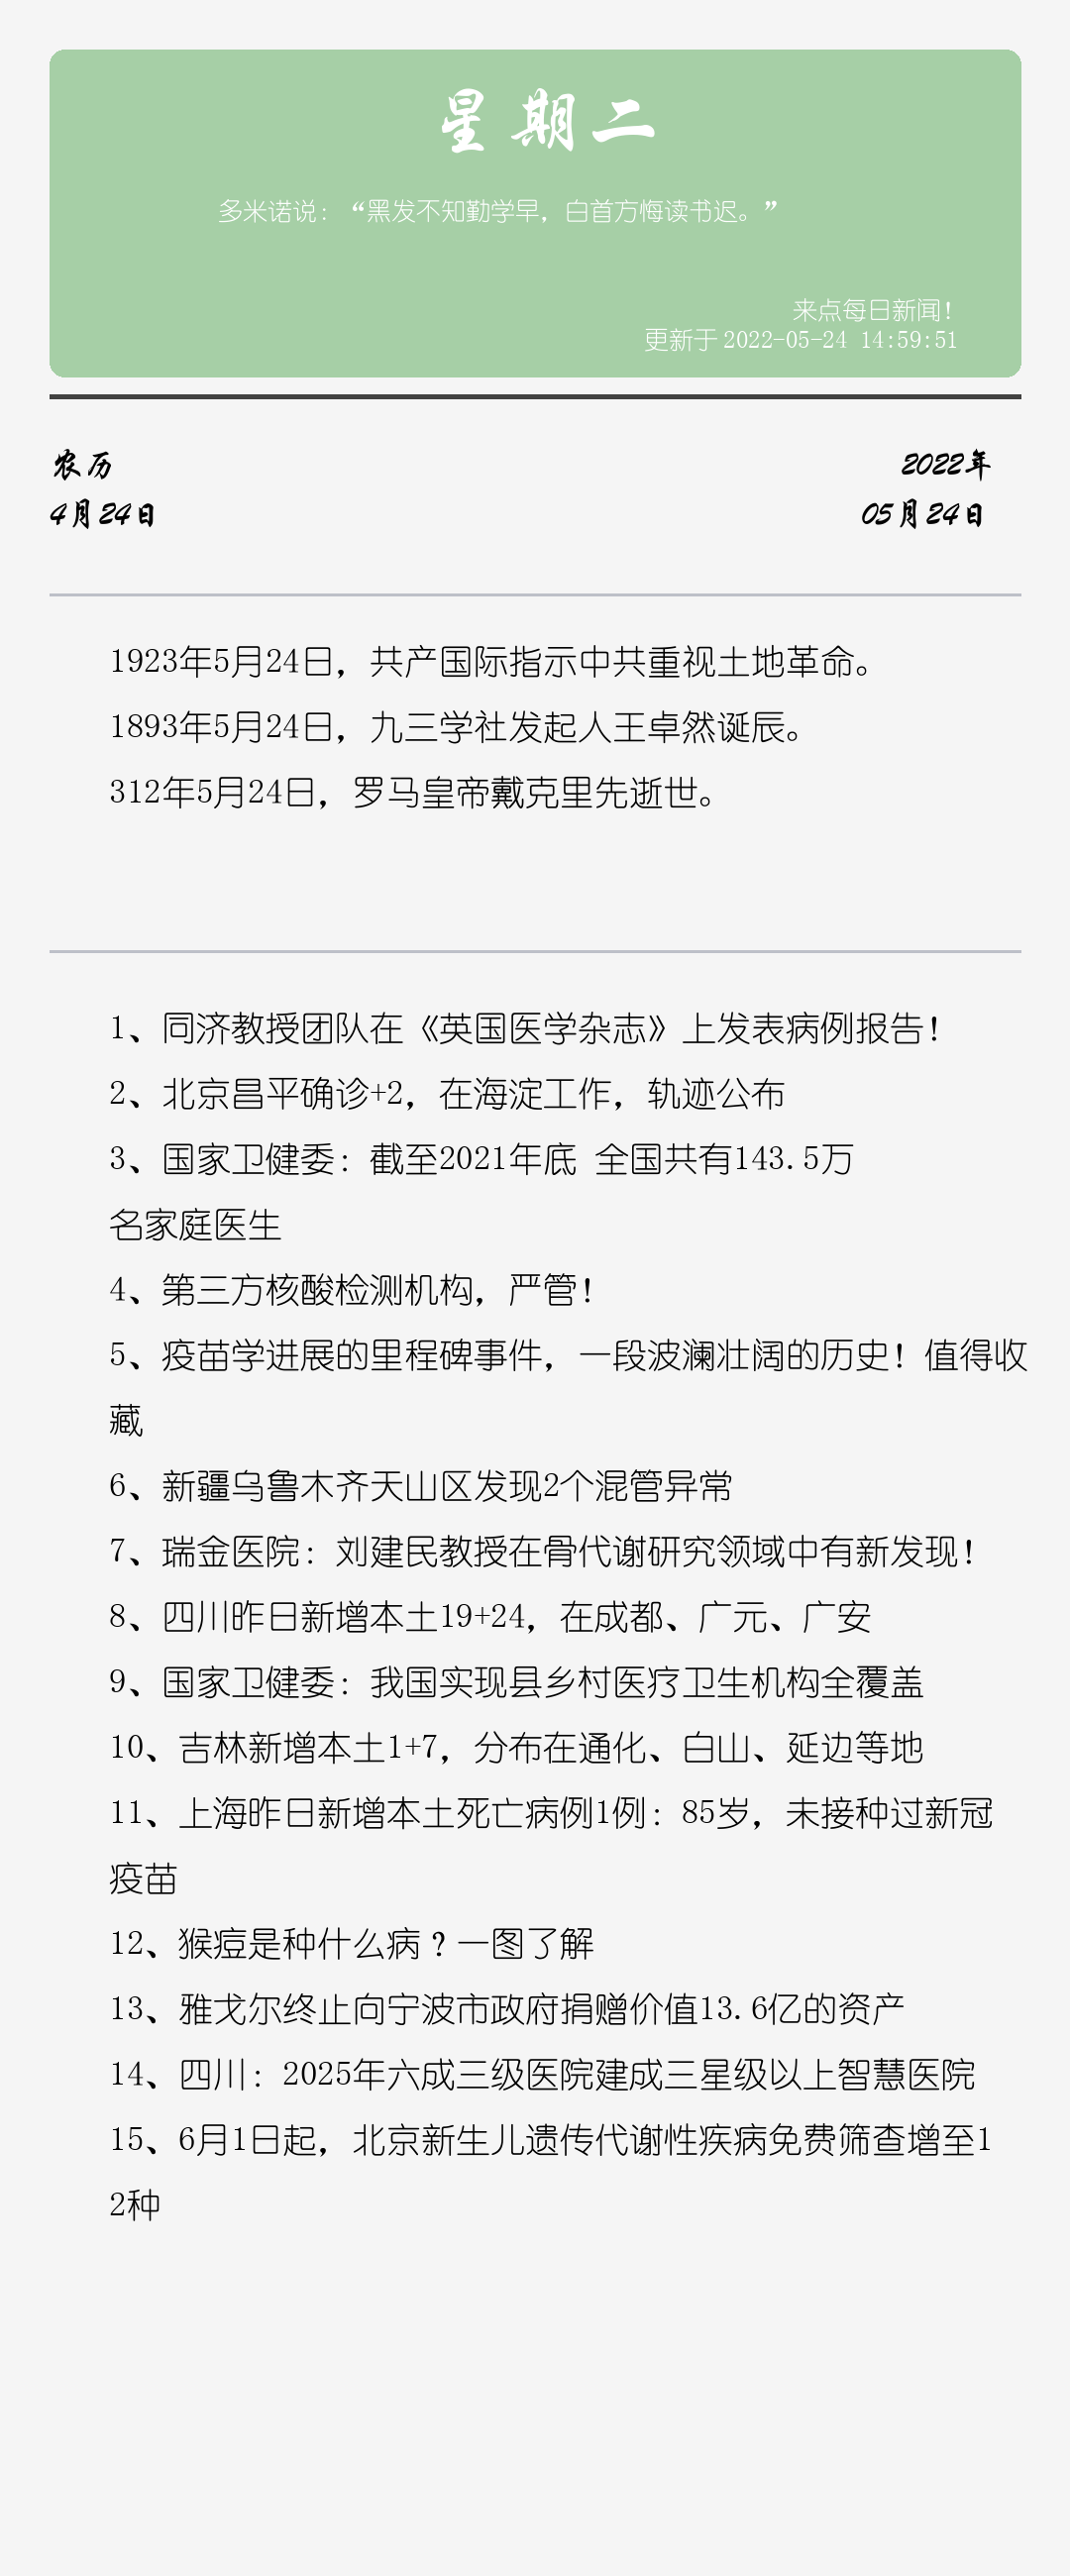 星期二
多米诺说：“黑发不知勤学早，白首方悔读书迟。”
来点每日新闻！
更新于 2022-05-24 14:59:51
农历
2022年
4月24日
05月24日
1923年5月24日，共产国际指示中共重视土地革命。
1893年5月24日，九三学社发起人王卓然诞辰。
312年5月24日，罗马皇帝戴克里先逝世。
1、同济教授团队在《英国医学杂志》上发表病例报告！
2、北京昌平确诊+2，在海淀工作，轨迹公布
3、国家卫健委：截至2021年底 全国共有143.5万
名家庭医生
4、第三方核酸检测机构，严管！
5、疫苗学进展的里程碑事件，一段波澜壮阔的历史！值得收
藏
6、新疆乌鲁木齐天山区发现2个混管异常
7、瑞金医院：刘建民教授在骨代谢研究领域中有新发现！
8、四川昨日新增本土19+24，在成都、广元、广安
9、国家卫健委：我国实现县乡村医疗卫生机构全覆盖
10、吉林新增本土1+7，分布在通化、白山、延边等地
11、上海昨日新增本土死亡病例1例：85岁，未接种过新冠
疫苗
12、猴痘是种什么病？一图了解
13、雅戈尔终止向宁波市政府捐赠价值13.6亿的资产
14、四川：2025年六成三级医院建成三星级以上智慧医院
15、6月1日起，北京新生儿遗传代谢性疾病免费筛查增至1
2种